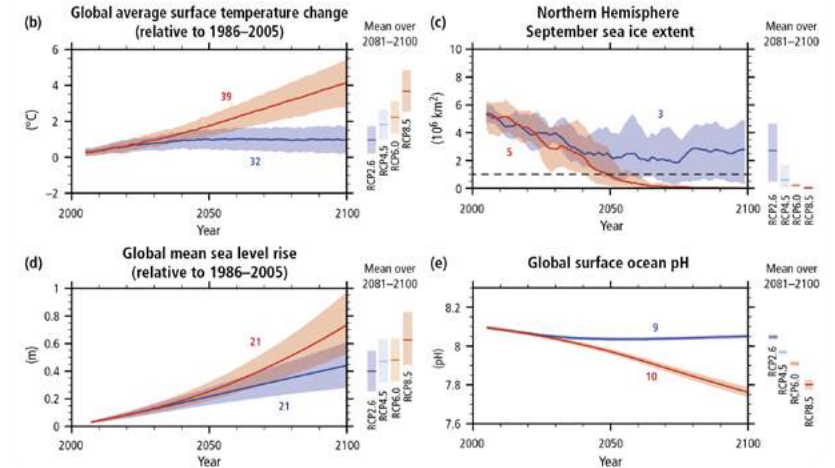 (b)
Global average surface temperature change
(relative to 1986–2005)
Mean over
2081–2100
6
4
2
0
−2
(°C)
39
32
2000
2050
2100
Year
RCP2.6
RCP4.5
RCP6.0
RCP8.5
(c)
Northern Hemisphere
September sea ice extent
Mean over
2081–2100
10
8
6
4
2
0
(10⁶ km²)
3
5
2000
2050
2100
Year
RCP2.6
RCP4.5
RCP6.0
RCP8.5
(d)
Global mean sea level rise
(relative to 1986–2005)
Mean over
2081–2100
1
0.8
0.6
0.4
0.2
0
(m)
21
21
2000
2050
2100
Year
RCP2.6
RCP4.5
RCP6.0
RCP8.5
(e)
Global surface ocean pH
Mean over
2081–2100
8.2
8.0
7.8
7.6
(pH)
9
10
2000
2050
2100
Year
RCP2.6
RCP4.5
RCP6.0
RCP8.5